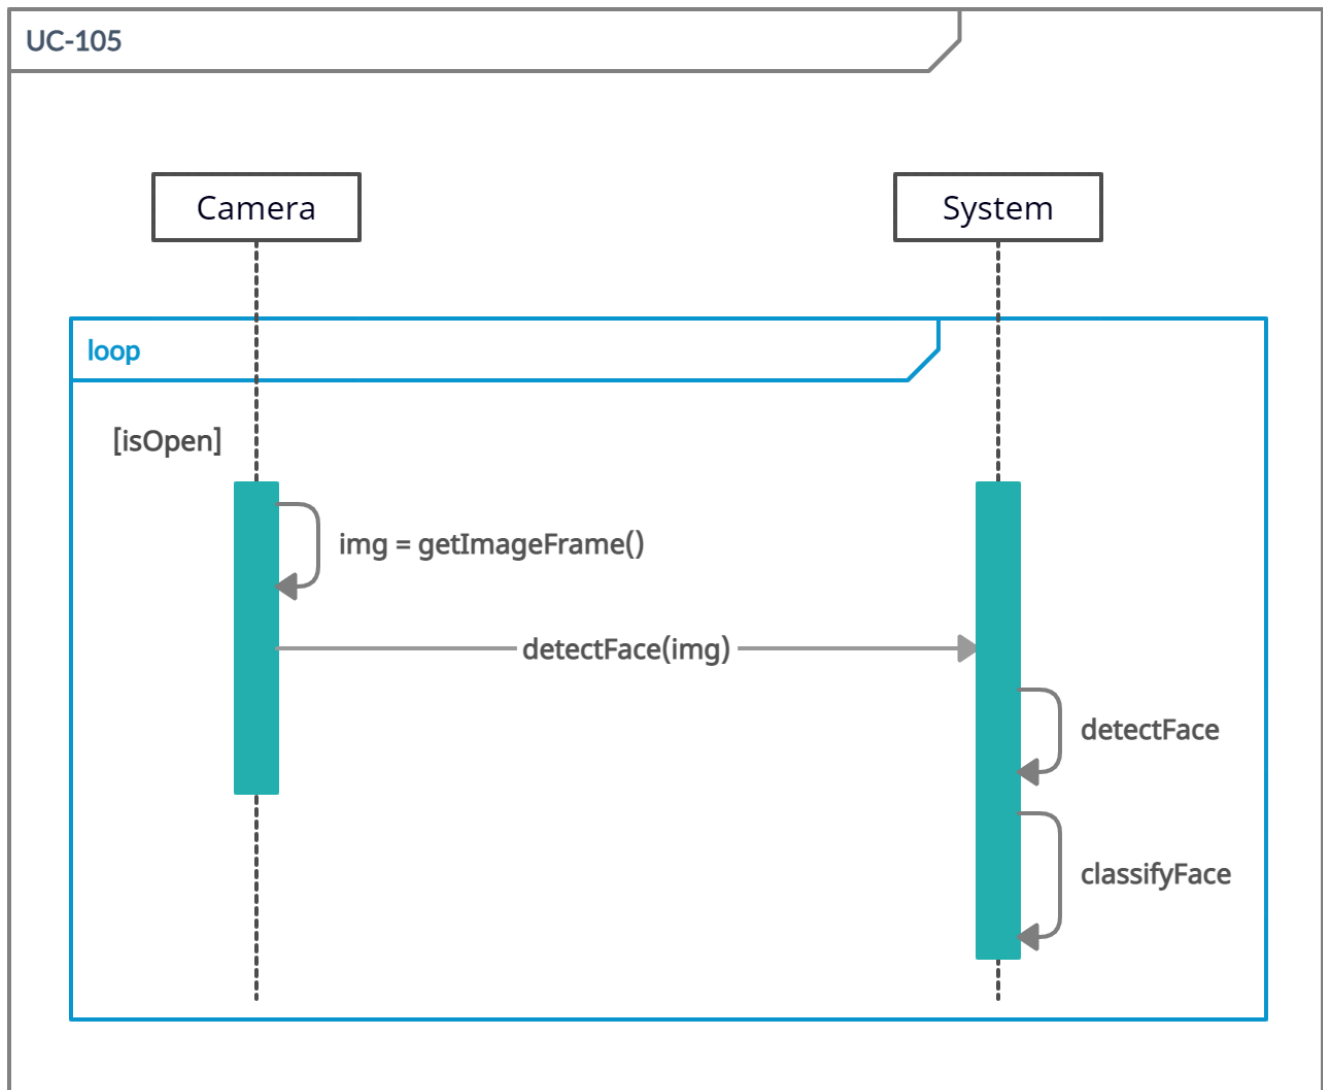 UC-105
Camera
System
loop
[isOpen]
img = getImageFrame()
detectFace(img)
detectFace
classifyFace